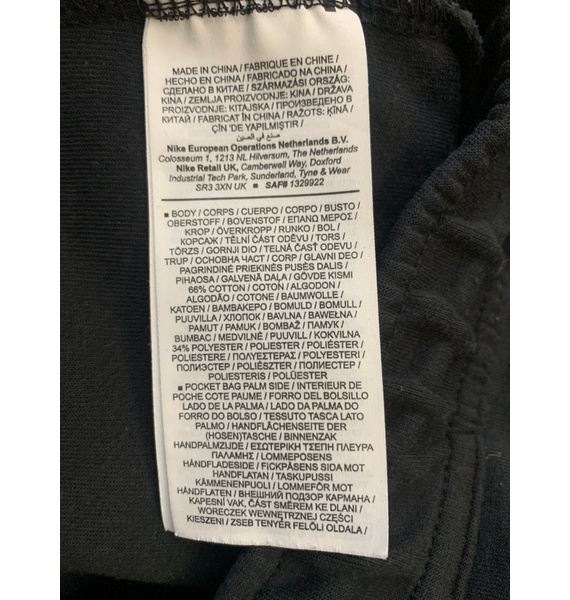 MADE IN CHINA / FABRIQUE EN CHINE /
HECHO EN CHINA / FABRICADO NA CHINA /
СДЕЛАНО В КИТАЕ / SZÁRMAZÁSI ORSZÁG:
KÍNA / ZEMLJA PROIZVODNJE: KINA / DRŽAVA
PROIZVODNJE: KITAJSKA / ПРОИЗВЕДЕНО В
КИТАЙ / FABRICAT ÎN CHINA / RAŽOTS: ĶĪNĀ /
ÇİN 'DE YAPILMIŞTIR /
صنع في الصين
Nike European Operations Netherlands B.V.
Colosseum 1, 1213 NL Hilversum, The Netherlands
Nike Retail UK, Camberwell Way, Doxford
Industrial Tech Park, Sunderland, Tyne & Wear
SR3 3XN UK ■ SAF# 1329922
■ BODY / CORPS / CUERPO / CORPO / BUSTO /
OBERSTOFF / BOVENSTOF / ΕΠΑΝΩ ΜΕΡΟΣ /
KROP / ÖVERKROPP / RUNKO / BOL /
КОРСАЖ / TĚLNÍ ČÁST ODĚVU / TORS /
TÖRZS / GORNJI DIO / TELNÁ ČASŤ ODEVU /
TRUP / ОСНОВНА ЧАСТ / CORP / GLAVNI DEO /
PAGRINDINĖ PRIEKINĖS PUSĖS DALIS /
PIHAOSA / GALVENĀ DAĻA / GÖVDE KISMI
66% COTTON / COTON / ALGODON /
ALGODÃO / COTONE / BAUMWOLLE /
KATOEN / ΒΑΜΒΑΚΕΡΟ / BOMULD / BOMULL /
PUUVILLA / ХЛОПОК / BAVLNA / BAWEŁNA /
PAMUT / PAMUK / BOMBAŽ / ПАМУК /
BUMBAC / MEDVILNĖ / PUUVILL / KOKVILNA
34% POLYESTER / POLIESTER / POLIÉSTER /
POLIESTERE / ΠΟΛΥΕΣΤΕΡΑΣ / POLYESTERI /
ПОЛИЭСТЕР / POLIEZTER / ПОЛИЕСТЕР /
POLIESTERIS / POLÜESTER
■ POCKET BAG PALM SIDE / INTERIEUR DE
POCHE COTE PAUME / FORRO DEL BOLSILLO
LADO DE LA PALMA / LADO DA PALMA DO
FORRO DO BOLSO / TESSUTO TASCA LATO
PALMO / HANDFLÄCHENSEITE DER
(HOSEN)TASCHE / BINNENZAK
HANDPALMZIJDE / ΕΣΩΤΕΡΙΚΗ ΤΣΕΠΗ ΠΛΕΥΡΑ
ΠΑΛΑΜΗΣ / LOMMEPOSENS
HÅNDFLADESIDE / FICKPÅSENS SIDA MOT
HANDFLATAN / TASKUPUSSI
KÄMMENENPUOLI / LOMMEFÔR MOT
HÅNDFLATEN / ВНЕШНИЙ ПОДЗОР КАРМАНА /
KAPESNÍ VAK, ČÁST SMĚREM KE DLANI /
WORECZEK WEWNĘTRZNEJ CZĘŚCI
KIESZENI / ZSEB TENYÉR FELŐLI OLDALA /